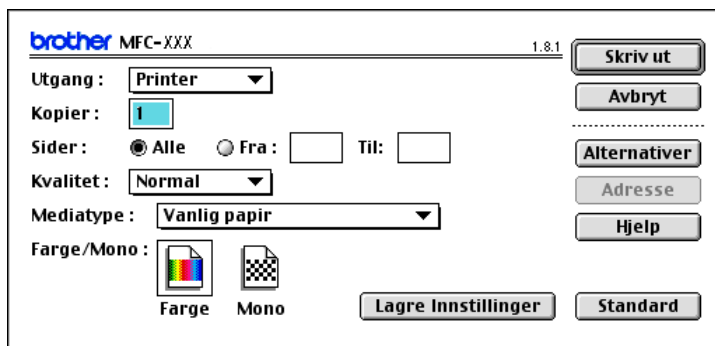 brother MFC-XXX 1.8.1
Skriv ut
Utgang : Printer
Avbryt
Kopier : 1
Sider : Alle Fra : Til:
Alternativer
Kvalitet : Normal
Adresse
Mediatype : Vanlig papir
Hjelp
Farge/Mono :
Farge Mono
Lagre Innstillinger Standard